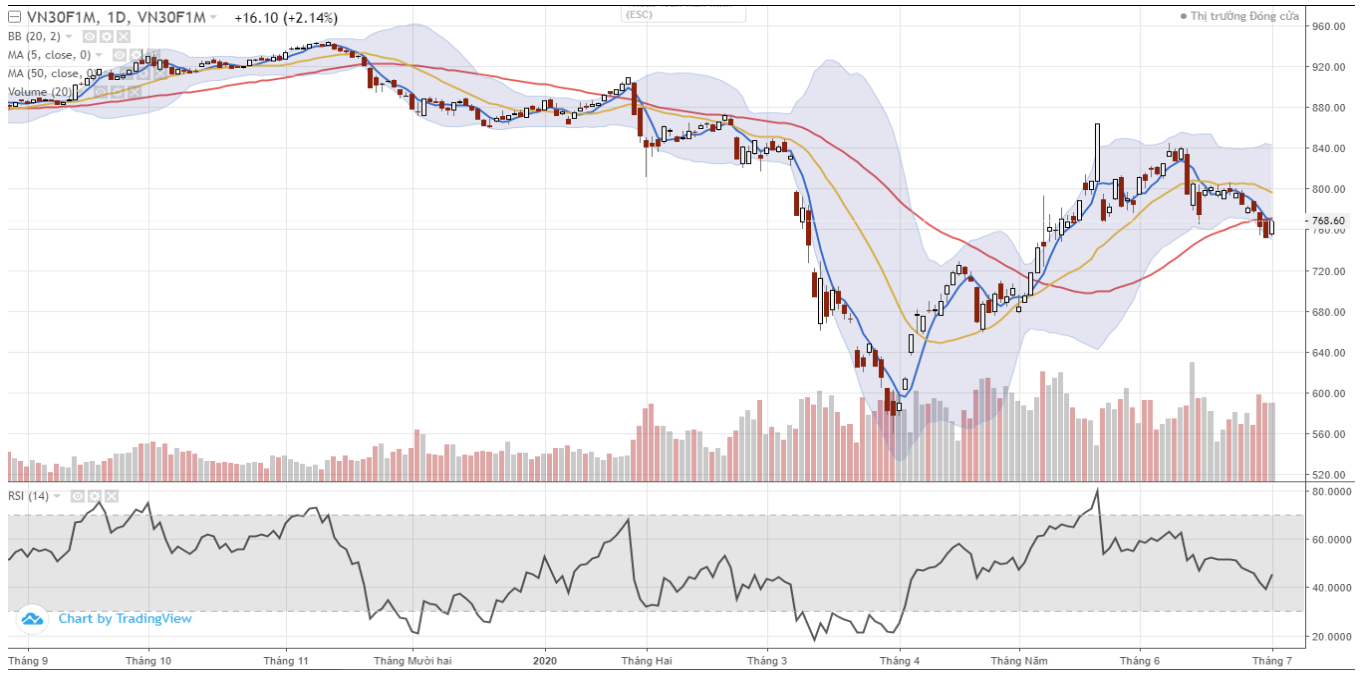 VN30F1M, 1D, VN30F1M +16.10 (+2.14%)
(ESC)
Thị trường Đóng cửa
BB (20, 2)
MA (5, close, 0)
MA (50, close, 0)
Volume (20)
960.00
920.00
880.00
840.00
800.00
768.60
760.00
720.00
680.00
640.00
600.00
560.00
520.00
RSI (14)
80.0000
60.0000
40.0000
20.0000
Chart by TradingView
Tháng 9 Tháng 10 Tháng 11 Tháng Mười hai 2020 Tháng Hai Tháng 3 Tháng 4 Tháng Năm Tháng 6 Tháng 7